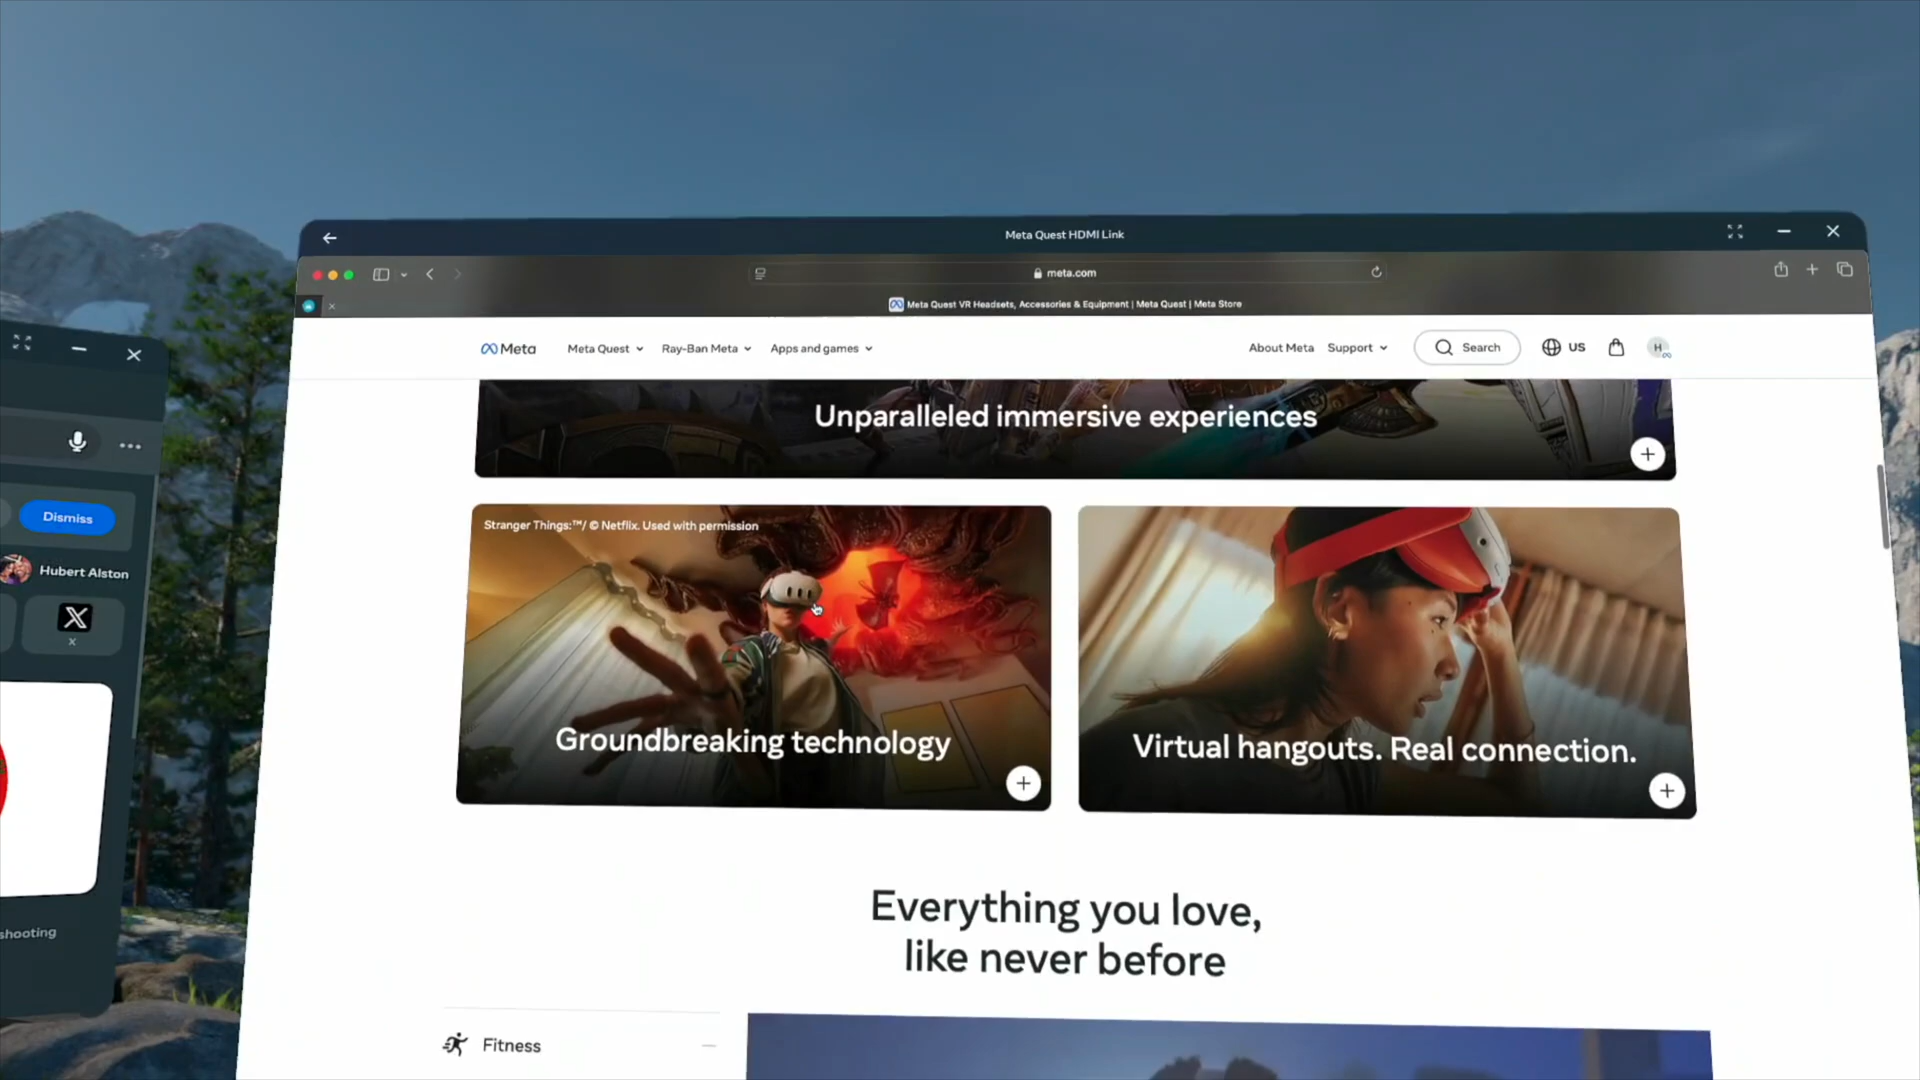 Meta Quest HDMI Link
meta.com
Meta Quest VR Headsets, Accessories & Equipment | Meta Quest | Meta Store
Meta
Meta Quest
Ray-Ban Meta
Apps and games
About Meta
Support
Search
US
H
Unparalleled immersive experiences
Stranger Things:™/ © Netflix. Used with permission
Groundbreaking technology
Virtual hangouts. Real connection.
Everything you love,
like never before
Fitness
Dismiss
Hubert Alston
X
x
shooting